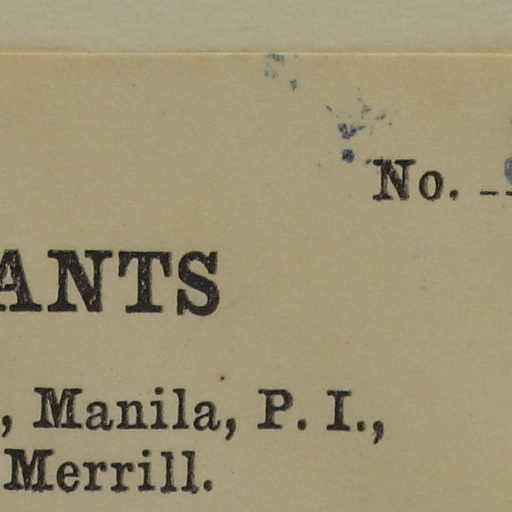 No.
ANTS
, Manila, P. I.,
Merrill.